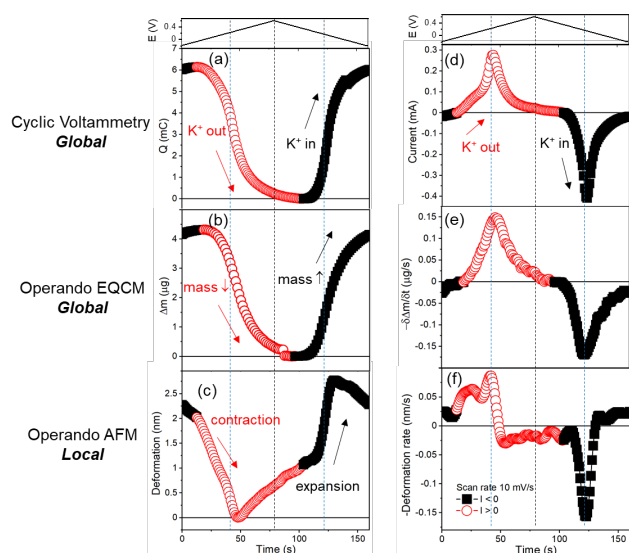 E (V)
0.4
0.0
E (V)
0.4
0.0
Cyclic Voltammetry
Global
Q (mC)
6
5
4
3
2
1
0
(a)
K⁺ out
K⁺ in
Current (mA)
0.3
0.2
0.1
0.0
-0.1
-0.2
-0.3
-0.4
(d)
K⁺ out
K⁺ in
Operando EQCM
Global
Δm (µg)
4
2
0
(b)
mass ↓
mass ↑
−δΔm/δt (µg/s)
0.15
0.10
0.05
0.00
-0.05
-0.10
-0.15
(e)
Operando AFM
Local
Deformation (nm)
2.5
2
1.5
1
0.5
0
(c)
contraction
expansion
0
50
100
150
Time (s)
-Deformation rate (nm/s)
0.05
0
-0.05
-0.10
-0.15
(f)
Scan rate 10 mV/s
I < 0
I > 0
0
50
100
150
Time (s)